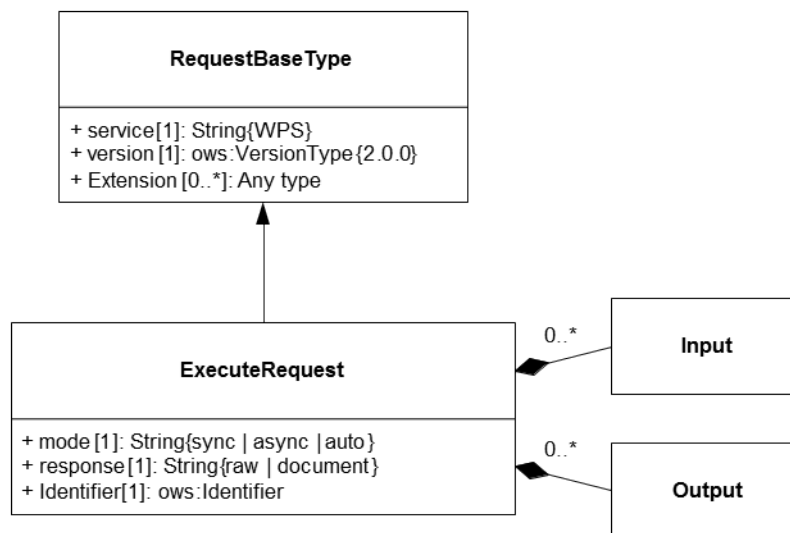 RequestBaseType
+ service[1]: String{WPS}
+ version[1]: ows:VersionType{2.0.0}
+ Extension[0..*]: Any type
ExecuteRequest
+ mode[1]: String{sync | async | auto}
+ response[1]: String{raw | document}
+ Identifier[1]: ows:Identifier
0..*
Input
0..*
Output